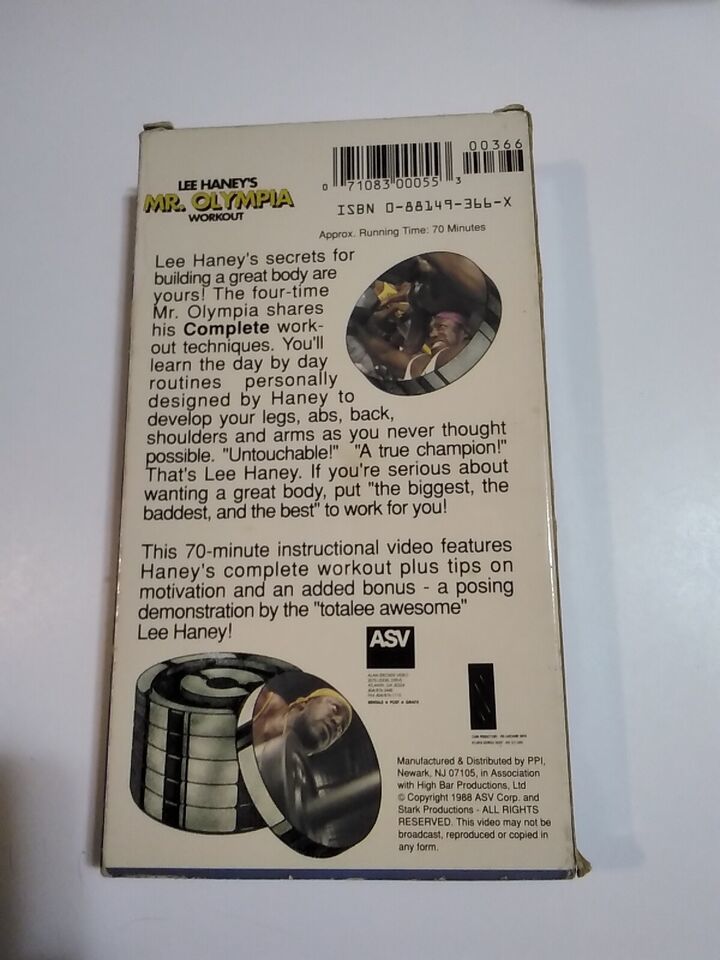 LEE HANEY'S
MR. OLYMPIA
WORKOUT
00366
0 71083 00055 3
ISBN 0-88149-366-X
Approx. Running Time: 70 Minutes
Lee Haney's secrets for
building a great body are
yours! The four-time
Mr. Olympia shares
his Complete work-
out techniques. You'll
learn the day by day
routines personally
designed by Haney to
develop your legs, abs, back,
shoulders and arms as you never thought
possible. "Untouchable!" "A true champion!"
That's Lee Haney. If you're serious about
wanting a great body, put "the biggest, the
baddest, and the best" to work for you!
This 70-minute instructional video features
Haney's complete workout plus tips on
motivation and an added bonus - a posing
demonstration by the "totalee awesome"
Lee Haney!
ASV
Manufactured & Distributed by PPI,
Newark, NJ 07105, in Association
with High Bar Productions, Ltd
© Copyright 1988 ASV Corp. and
Stark Productions - ALL RIGHTS
RESERVED. This video may not be
broadcast, reproduced or copied in
any form.